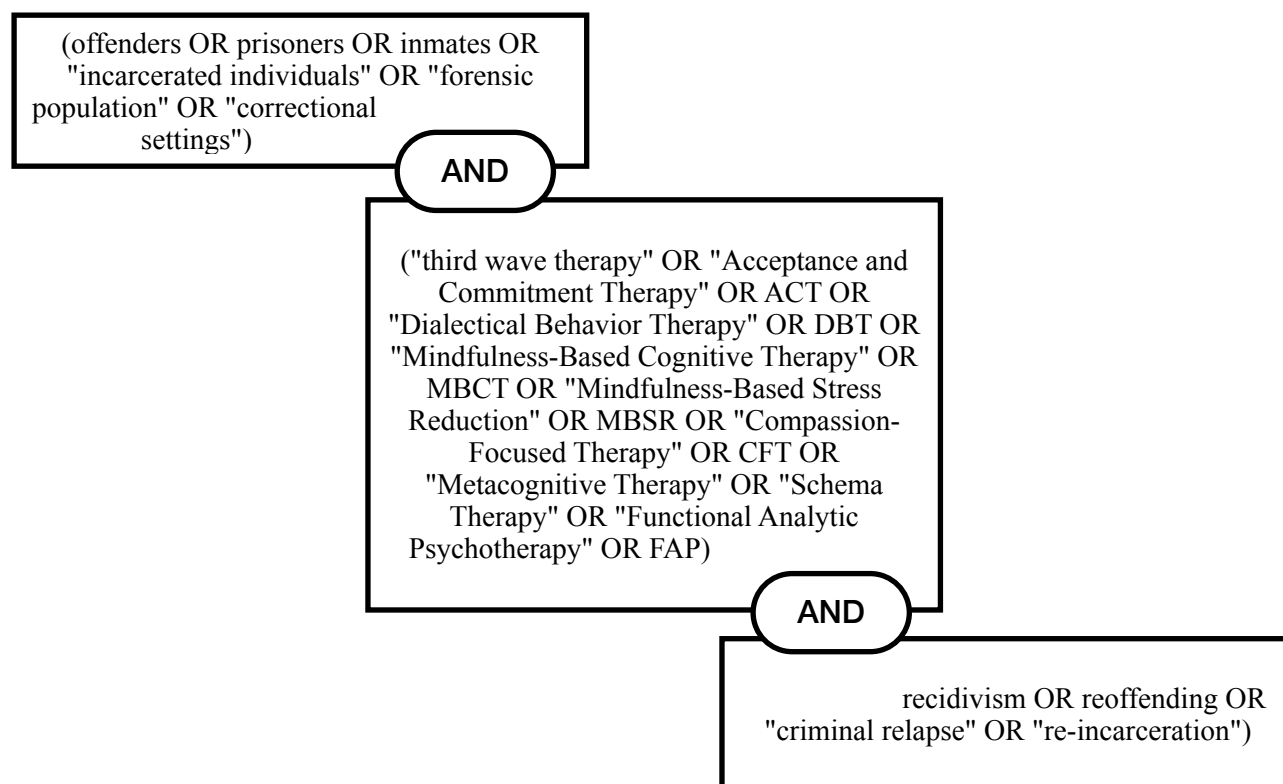 (offenders OR prisoners OR inmates OR
"incarcerated individuals" OR "forensic
population" OR "correctional
settings")
AND
("third wave therapy" OR "Acceptance and
Commitment Therapy" OR ACT OR
"Dialectical Behavior Therapy" OR DBT OR
"Mindfulness-Based Cognitive Therapy" OR
MBCT OR "Mindfulness-Based Stress
Reduction" OR MBSR OR "Compassion-
Focused Therapy" OR CFT OR
"Metacognitive Therapy" OR "Schema
Therapy" OR "Functional Analytic
Psychotherapy" OR FAP)
AND
recidivism OR reoffending OR
"criminal relapse" OR "re-incarceration")